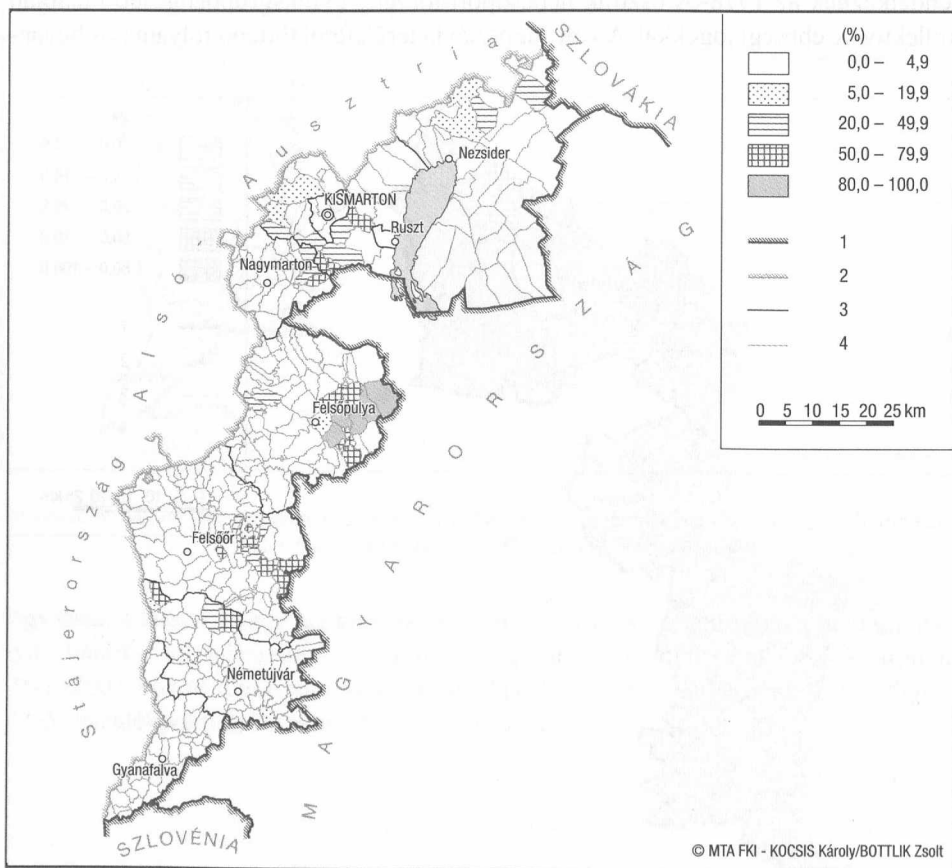 SZLOVÁKIA
Alsó-Ausztria
Nezsider
KISMARTON
Ruszt
Nagymarton
Felsőpulya
Felsőőr
Németújvár
Gyanafalva
Stájerország
MAGYARORSZÁG
SZLOVÉNIA
(%)
0,0 – 4,9
5,0 – 19,9
20,0 – 49,9
50,0 – 79,9
80,0 – 100,0
1
2
3
4
0 5 10 15 20 25 km
© MTA FKI - KOCSIS Károly/BOTTLIK Zsolt